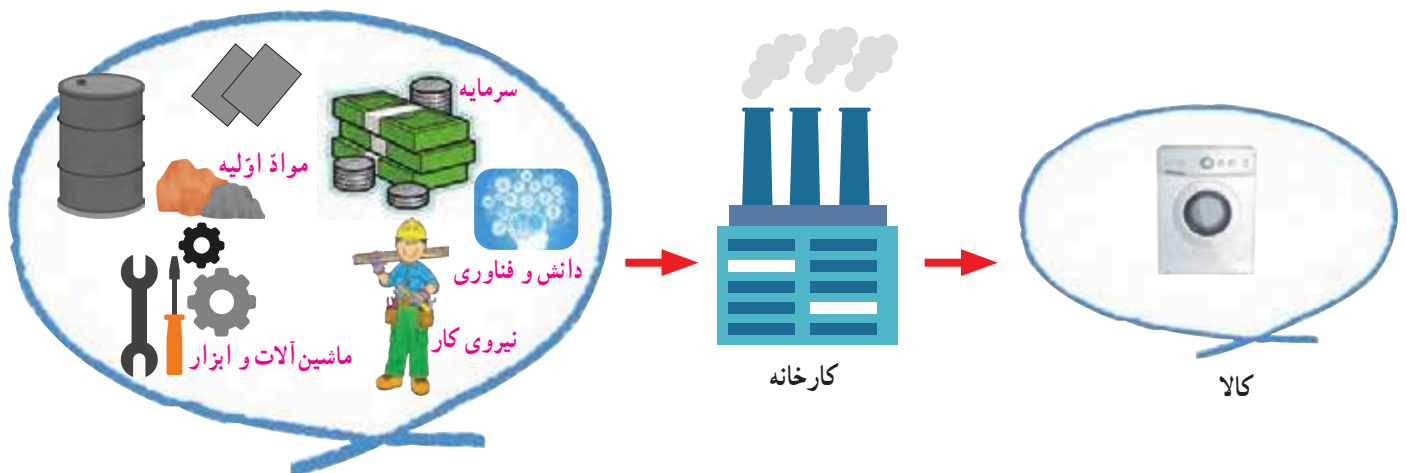 سرمایه
موادّ اوّلیه
دانش و فناوری
نیروی کار
ماشین‌آلات و ابزار
کارخانه
کالا